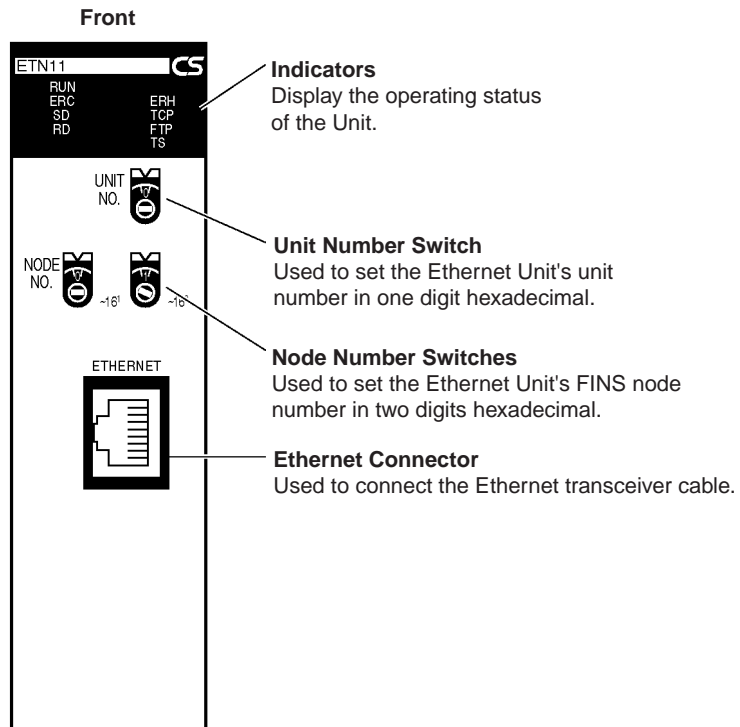 Front
ETN11 CS
RUN
ERC ERH
SD TCP
RD FTP
TS
Indicators
Display the operating status
of the Unit.
UNIT
NO.
Unit Number Switch
Used to set the Ethernet Unit's unit
number in one digit hexadecimal.
NODE
NO.
~16¹ ~16⁰
Node Number Switches
Used to set the Ethernet Unit's FINS node
number in two digits hexadecimal.
ETHERNET
Ethernet Connector
Used to connect the Ethernet transceiver cable.